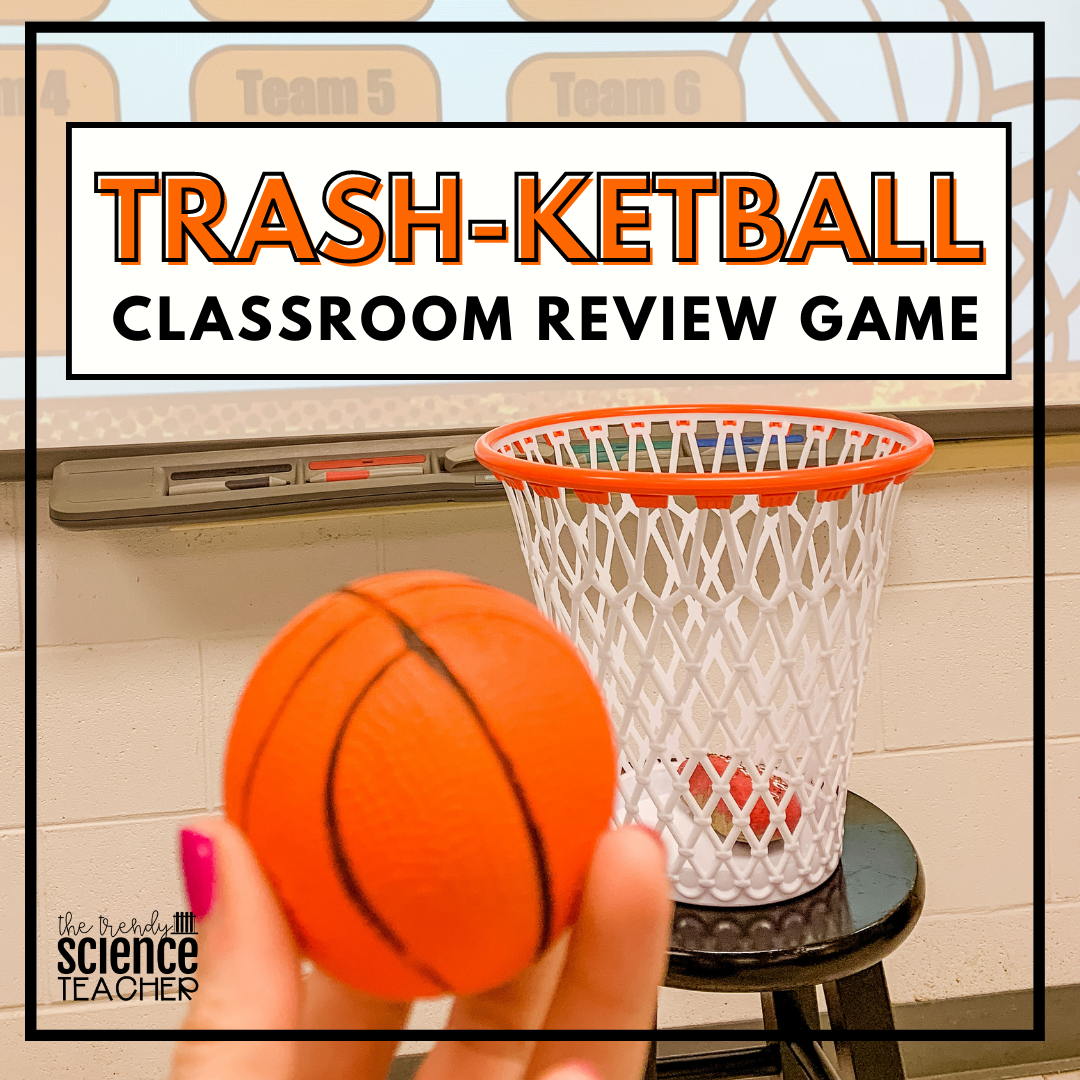 Team 5
Team 6
TRASH-KETBALL
CLASSROOM REVIEW GAME
the trendy
science
TEACHER